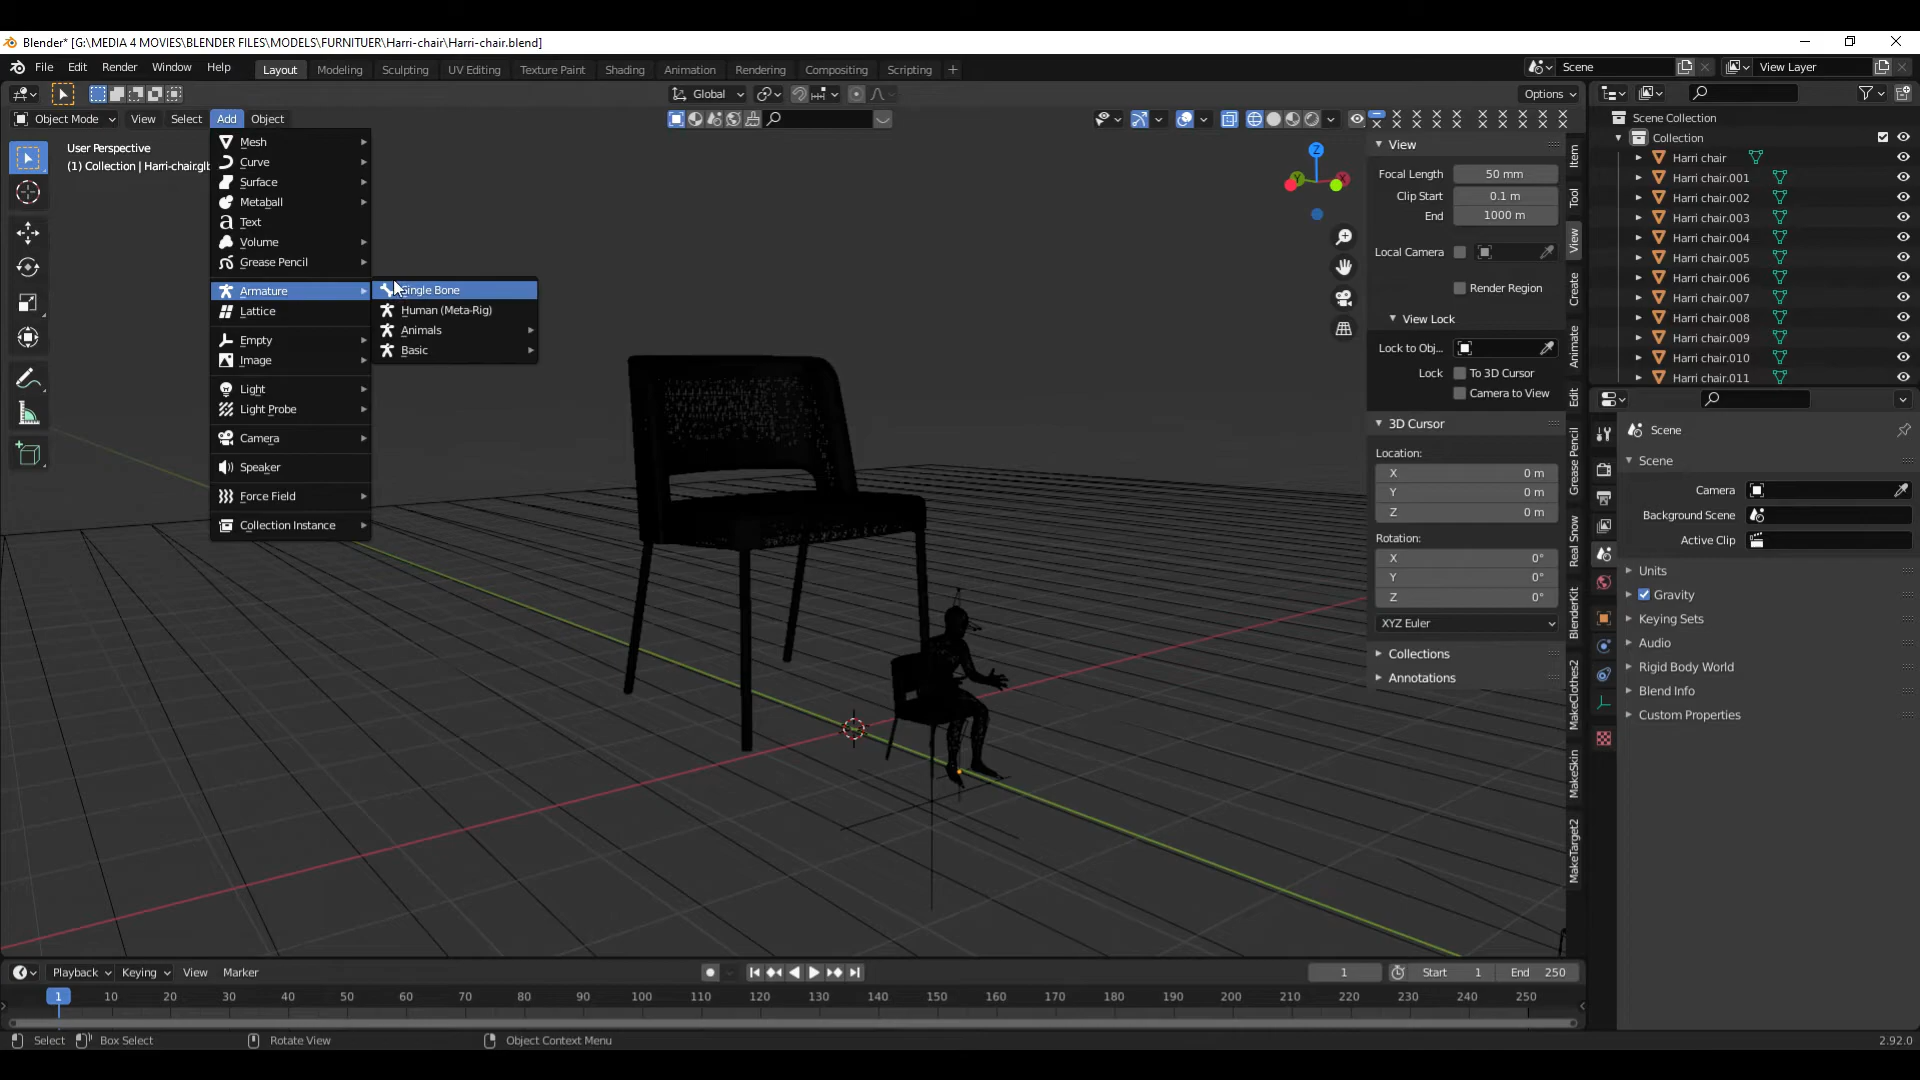 Blender* [G:\MEDIA 4 MOVIES\BLENDER FILES\MODELS\FURNITUER\Harri-chair\Harri-chair.blend]
File Edit Render Window Help Layout Modeling Sculpting UV Editing Texture Paint Shading Animation Rendering Compositing Scripting + Scene View Layer
Global Options
Object Mode View Select Add Object
User Perspective
(1) Collection | Harri-chair.glb
Mesh
Curve
Surface
Metaball
Text
Volume
Grease Pencil
Armature
Lattice
Empty
Image
Light
Light Probe
Camera
Speaker
Force Field
Collection Instance
Single Bone
Human (Meta-Rig)
Animals
Basic
Z
Y
X
View
Focal Length 50 mm
Clip Start 0.1 m
End 1000 m
Local Camera
Render Region
View Lock
Lock to Obj...
Lock To 3D Cursor
Camera to View
3D Cursor
Location:
X 0 m
Y 0 m
Z 0 m
Rotation:
X 0°
Y 0°
Z 0°
XYZ Euler
Collections
Annotations
Item
Tool
View
Create
Animate
Edit
Grease Pencil
Real Snow
BlenderKit
MakeClothes2
MakeSkin
MakeTarget2
Scene Collection
Collection
Harri chair
Harri chair.001
Harri chair.002
Harri chair.003
Harri chair.004
Harri chair.005
Harri chair.006
Harri chair.007
Harri chair.008
Harri chair.009
Harri chair.010
Harri chair.011
Scene
Scene
Camera
Background Scene
Active Clip
Units
Gravity
Keying Sets
Audio
Rigid Body World
Blend Info
Custom Properties
Playback Keying View Marker 1 Start 1 End 250
1 10 20 30 40 50 60 70 80 90 100 110 120 130 140 150 160 170 180 190 200 210 220 230 240 250
Select Box Select Rotate View Object Context Menu 2.92.0